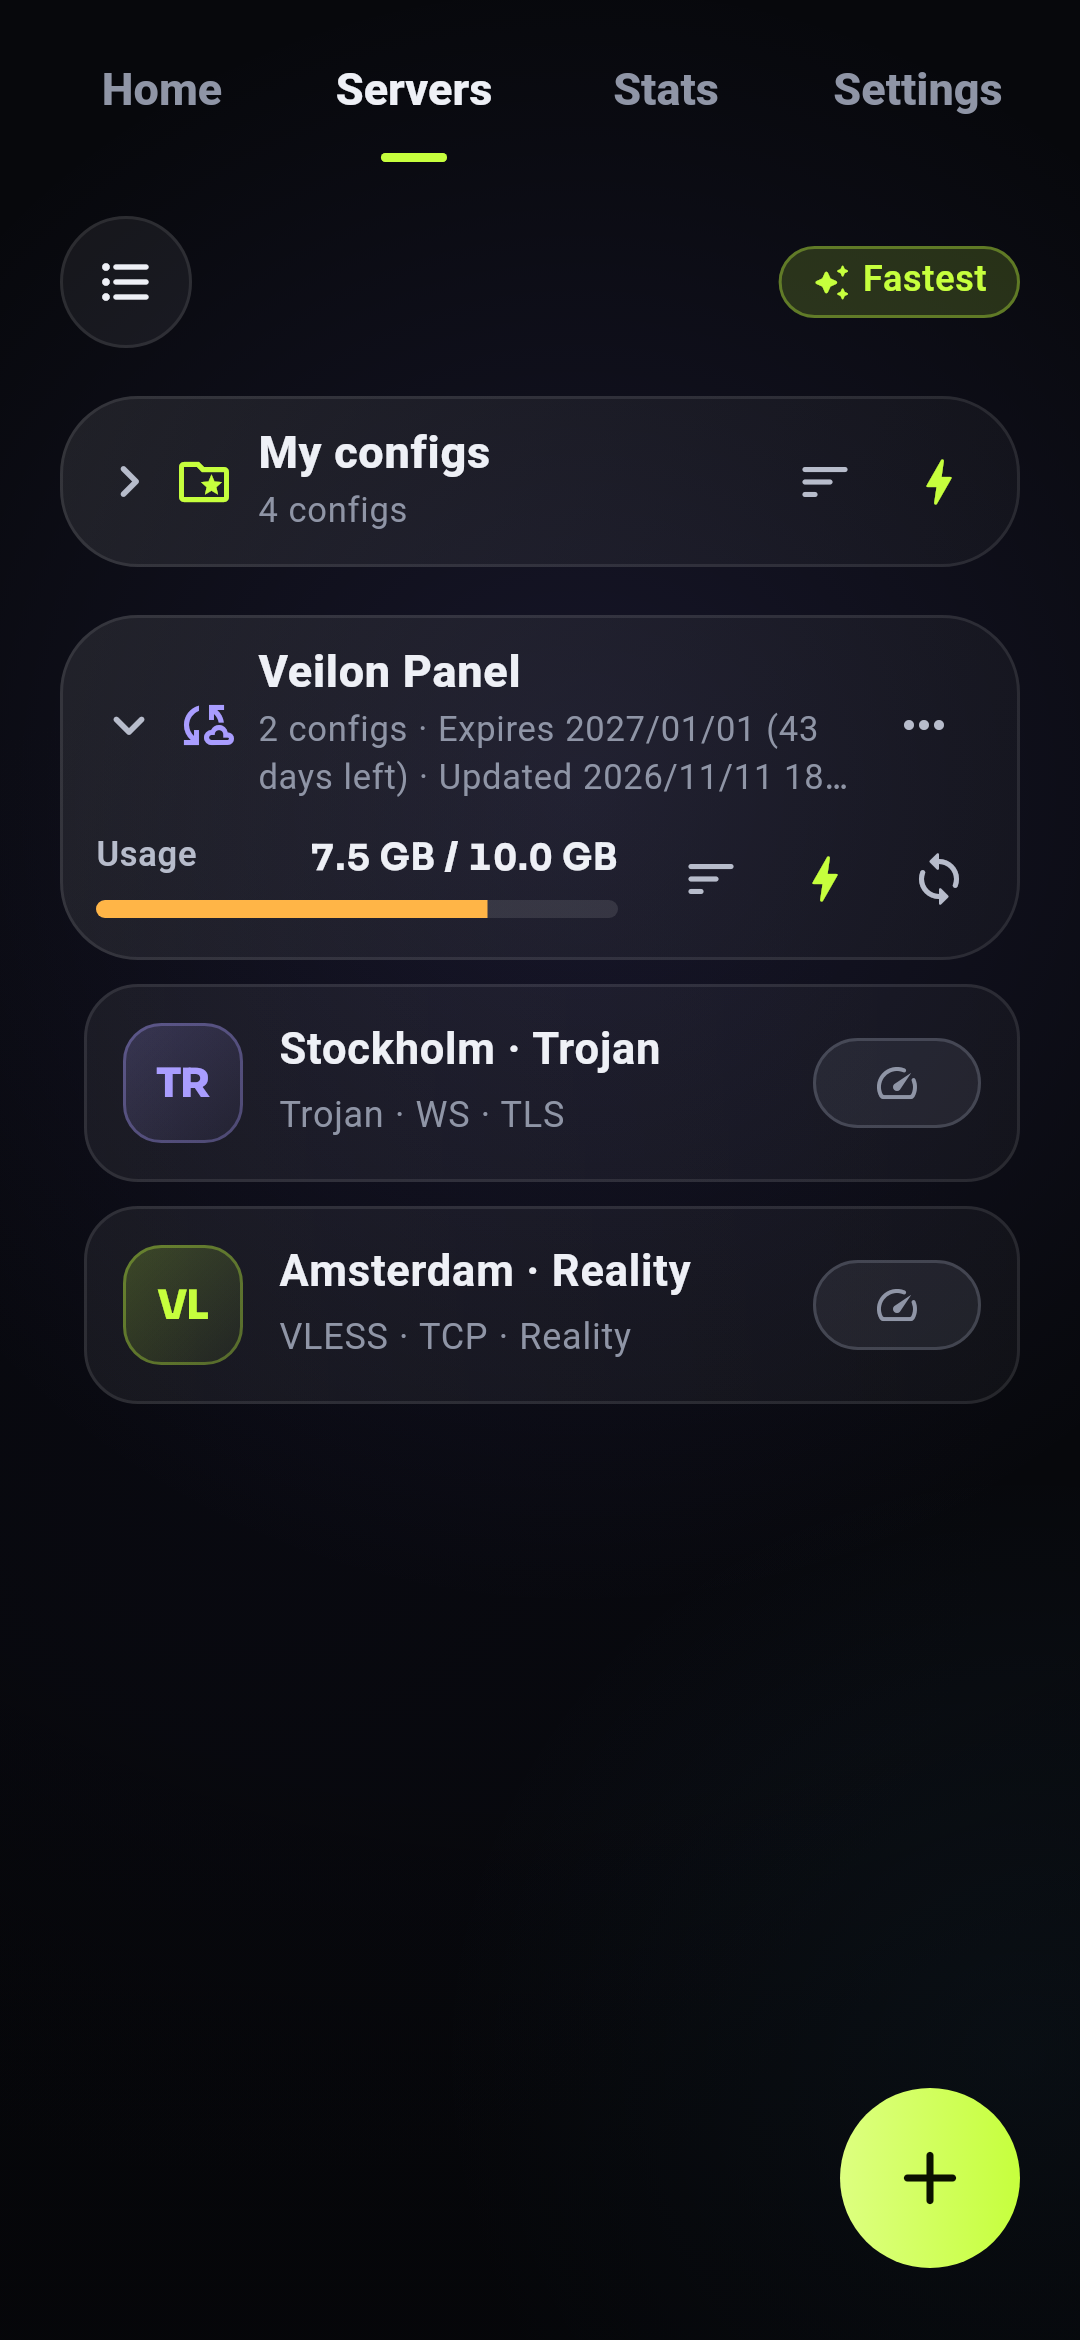 Home Servers Stats Settings
Fastest
My configs
4 configs
Veilon Panel
2 configs · Expires 2027/01/01 (43
days left) · Updated 2026/11/11 18…
Usage 7.5 GB / 10.0 GB
TR
Stockholm · Trojan
Trojan · WS · TLS
VL
Amsterdam · Reality
VLESS · TCP · Reality